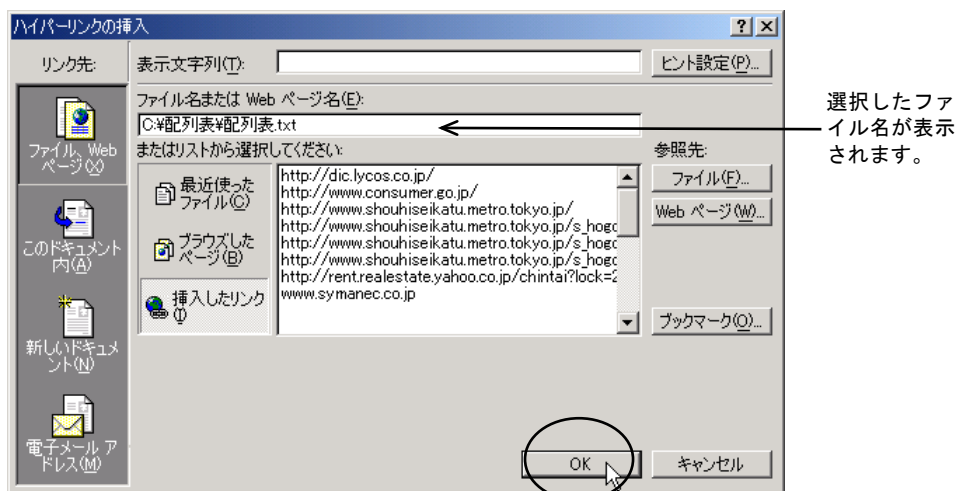 ハイパーリンクの挿入
リンク先:
表示文字列(T):
ヒント設定(P)...
ファイル名または Web ページ名(E):
C:¥配列表¥配列表.txt
選択したファ
イル名が表示
されます。
ファイル、Web
ページ(X)
またはリストから選択してください:
参照先:
最近使った
ファイル(C)
ブラウズした
ページ(B)
挿入したリンク
(I)
http://dic.lycos.co.jp/
http://www.consumer.go.jp/
http://www.shouhiseikatu.metro.tokyo.jp/
http://www.shouhiseikatu.metro.tokyo.jp/s_hogc
http://www.shouhiseikatu.metro.tokyo.jp/s_hogc
http://www.shouhiseikatu.metro.tokyo.jp/s_hogc
http://rent.realestate.yahoo.co.jp/chintai?lock=2
www.symanec.co.jp
ファイル(F)...
Web ページ(W)...
ブックマーク(O)...
このドキュメント
内(A)
新しいドキュメ
ント(N)
電子メール ア
ドレス(M)
OK
キャンセル